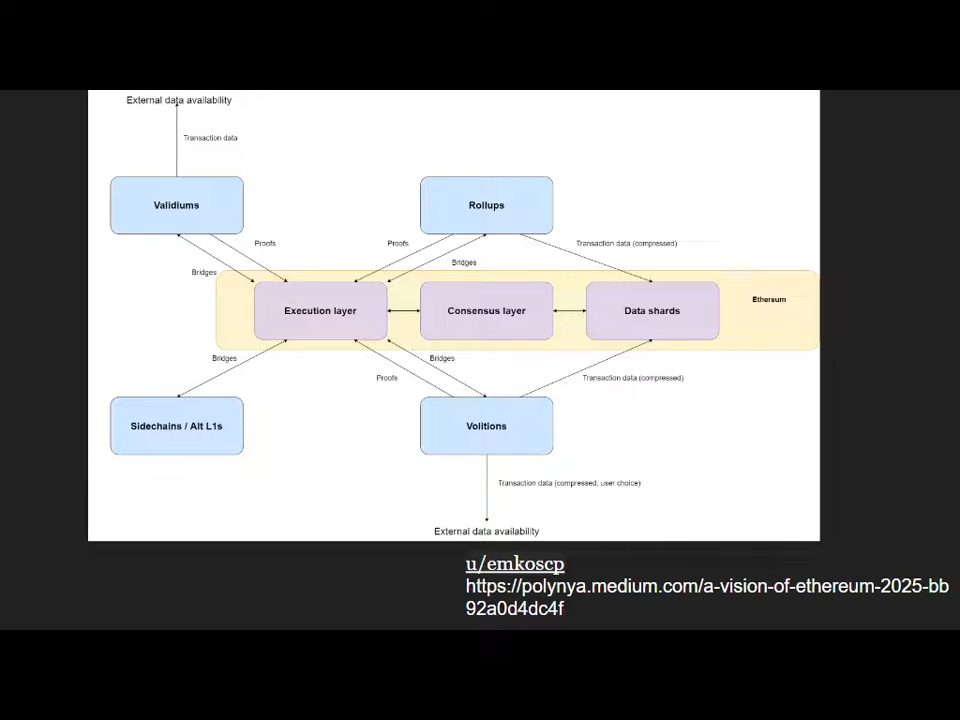 External data availability
Transaction data
Validiums
Rollups
Proofs
Proofs
Transaction data (compressed)
Bridges
Bridges
Ethereum
Execution layer
Consensus layer
Data shards
Bridges
Bridges
Proofs
Transaction data (compressed)
Sidechains / Alt L1s
Volitions
Transaction data (compressed, user choice)
External data availability
u/emkoscp
https://polynya.medium.com/a-vision-of-ethereum-2025-bb
92a0d4dc4f